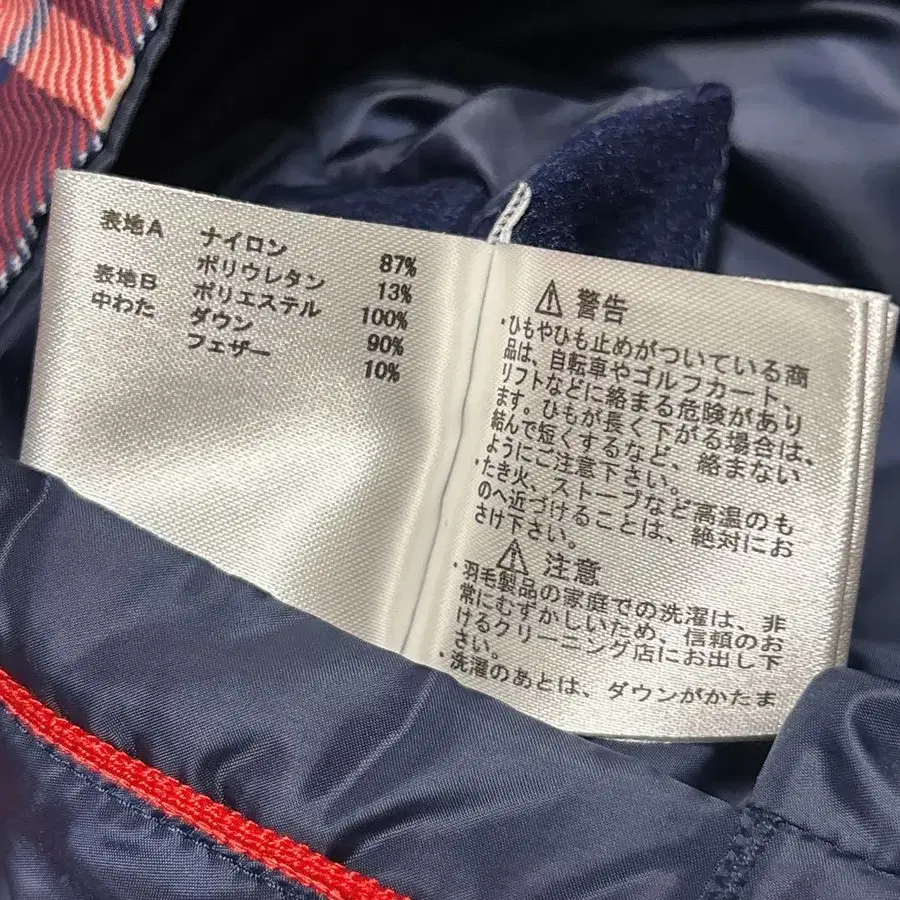 表地A ナイロン 87%
ポリウレタン 13%
表地B ポリエステル 100%
中わた ダウン 90%
フェザー 10%
⚠ 警告
・ひもやひも止めがついている商
品は、自転車やゴルフカート、
リフトなどに絡まる危険があり
ます。ひもが長く下がる場合は、
結んで短くするなど、絡まない
ようにご注意下さい。
・たき火、ストーブなど高温のも
のへ近づけることは、絶対にお
さけ下さい。
⚠ 注意
・羽毛製品の家庭での洗濯は、非
常にむずかしいため、信頼のお
けるクリーニング店にお出し下
さい。
・洗濯のあとは、ダウンがかたま